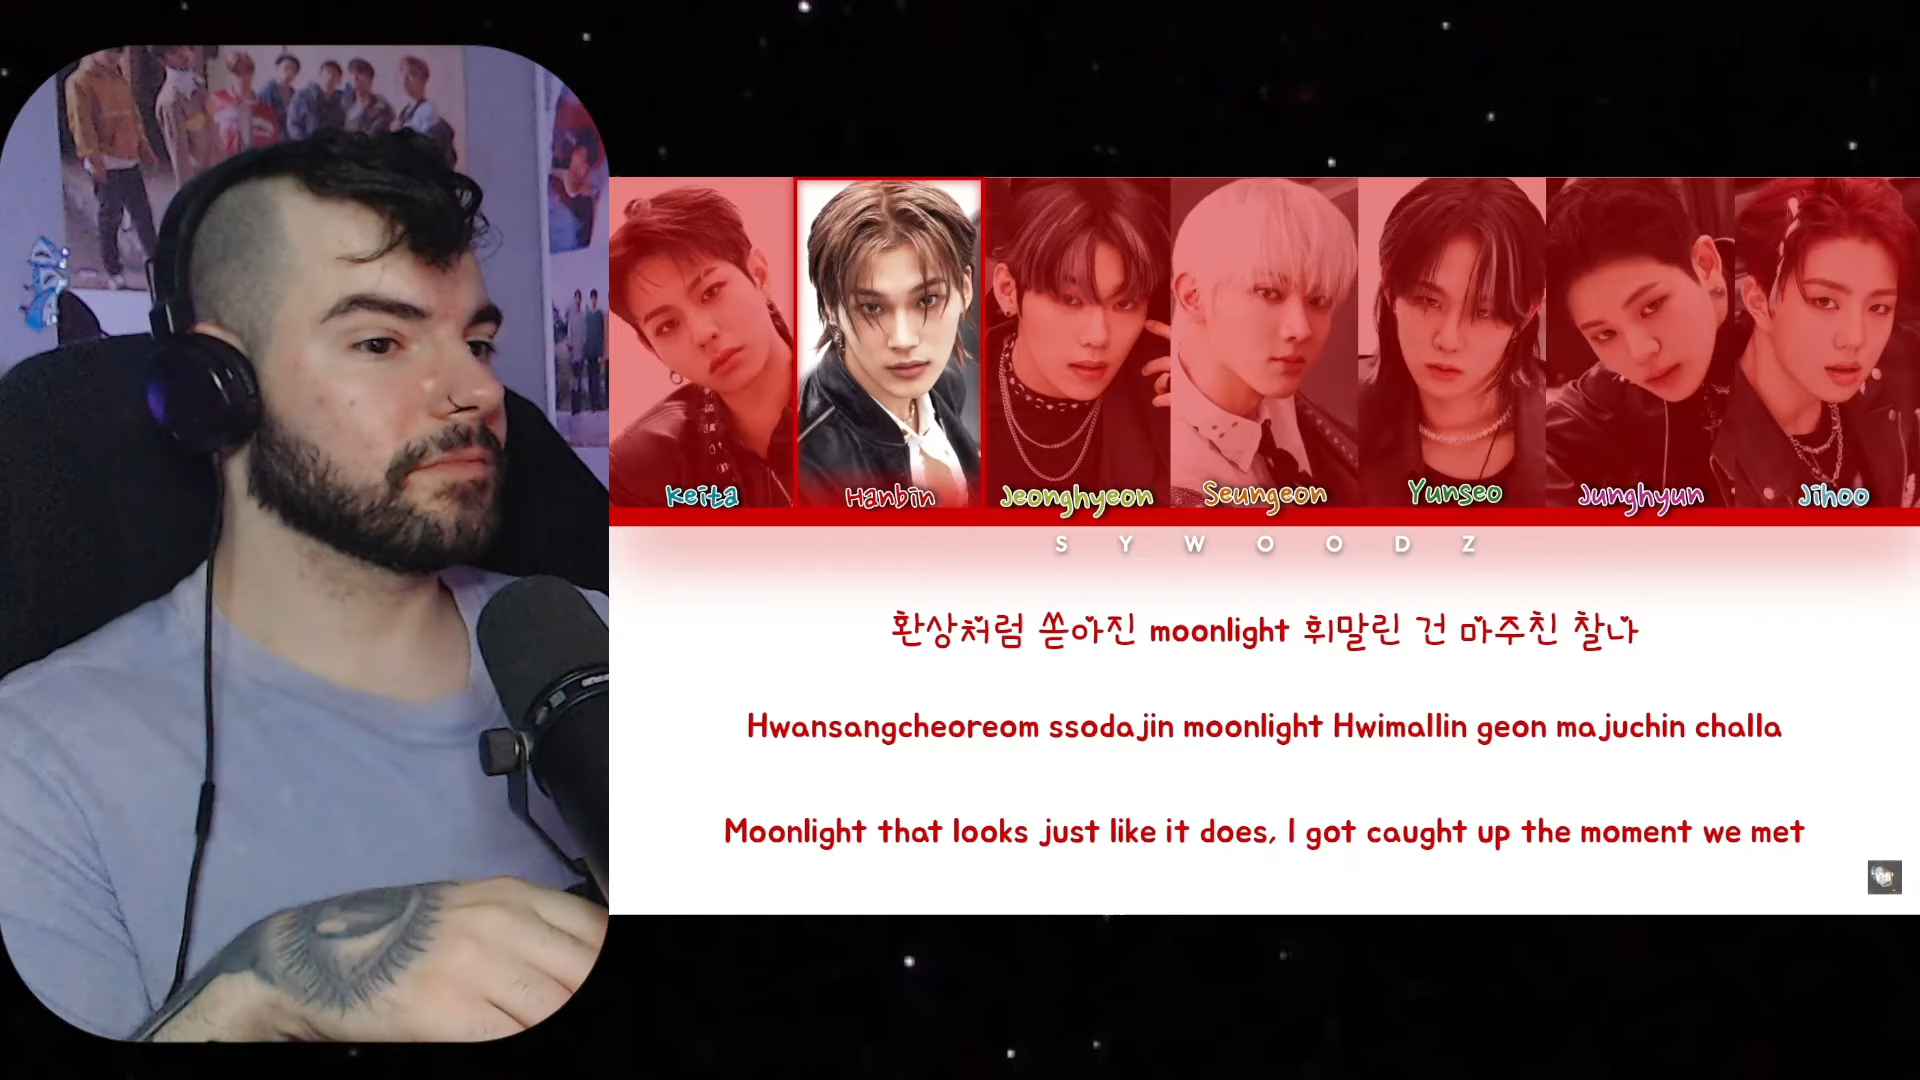 Keita Hanbin Jeonghyeon Seungeon Yunseo Junghyun Jihoo
SYWOODZ
환상처럼 쏟아진 moonlight 휘말린 건 마주친 찰나
Hwansangcheoreom ssodajin moonlight Hwimallin geon majuchin challa
Moonlight that looks just like it does, I got caught up the moment we met